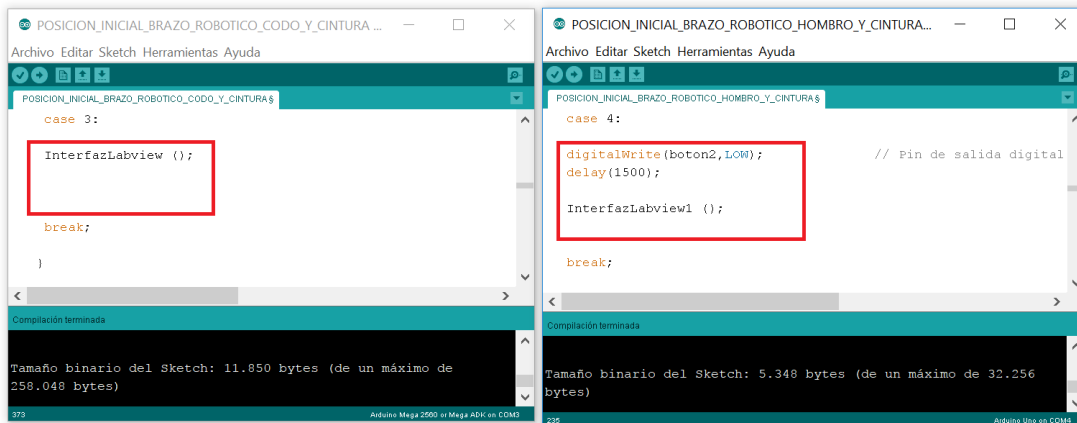 POSICION_INICIAL_BRAZO_ROBOTICO_CODO_Y_CINTURA ...
Archivo Editar Sketch Herramientas Ayuda
POSICION_INICIAL_BRAZO_ROBOTICO_CODO_Y_CINTURA §
case 3:
InterfazLabview ();
break;
}
Compilación terminada
Tamaño binario del Sketch: 11.850 bytes (de un máximo de
258.048 bytes)
373
Arduino Mega 2560 or Mega ADK on COM3
POSICION_INICIAL_BRAZO_ROBOTICO_HOMBRO_Y_CINTURA...
Archivo Editar Sketch Herramientas Ayuda
POSICION_INICIAL_BRAZO_ROBOTICO_HOMBRO_Y_CINTURA §
case 4:
digitalWrite(boton2,LOW); // Pin de salida digital
delay(1500);
InterfazLabview1 ();
break;
Compilación terminada
Tamaño binario del Sketch: 5.348 bytes (de un máximo de 32.256
bytes)
235
Arduino Uno on COM4